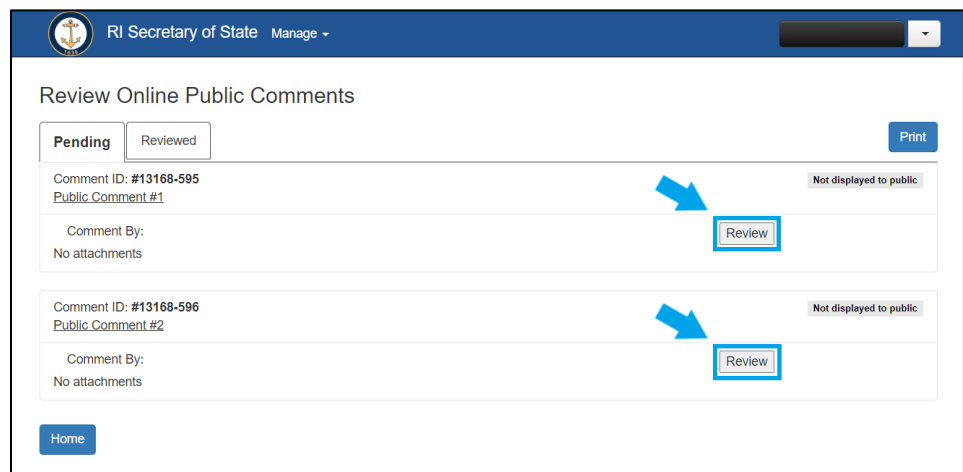 RI Secretary of State Manage
Review Online Public Comments
Pending Reviewed Print
Comment ID: #13168-595 Not displayed to public
Public Comment #1
Comment By: Review
No attachments
Comment ID: #13168-596 Not displayed to public
Public Comment #2
Comment By: Review
No attachments
Home